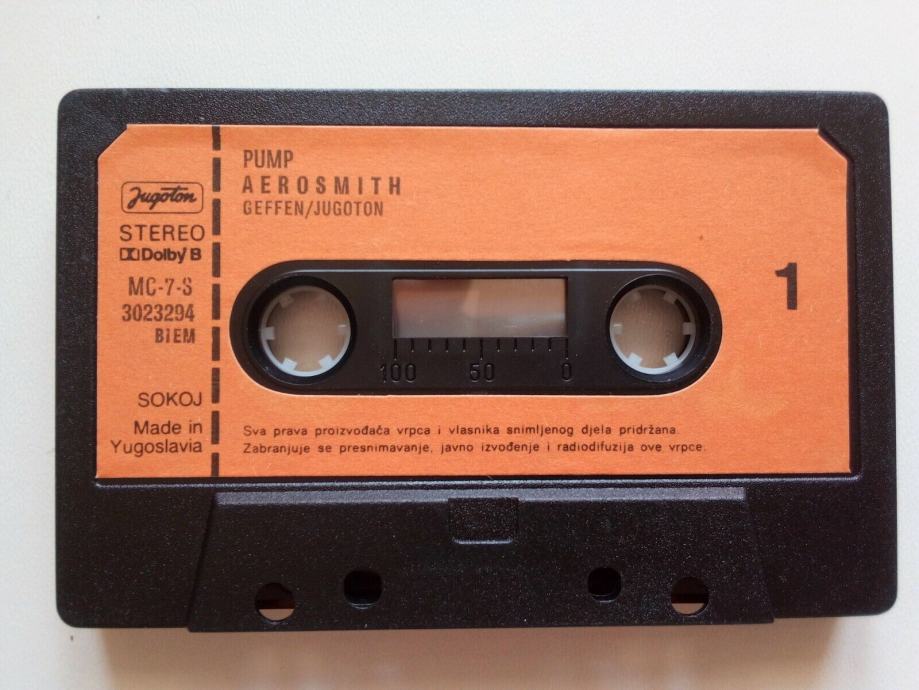 Jugoton
STEREO
Dolby B
MC-7-S
3023294
BIEM
SOKOJ
Made in
Yugoslavia
PUMP
AEROSMITH
GEFFEN/JUGOTON
1
100 50 0
Sva prava proizvođača vrpca i vlasnika snimljenog djela pridržana.
Zabranjuje se presnimavanje, javno izvođenje i radiodifuzija ove vrpce.